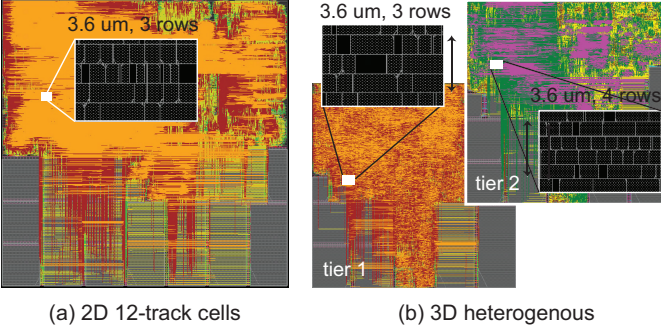 3.6 um, 3 rows
3.6 um, 3 rows
3.6 um, 4 rows
tier 2
tier 1
(a) 2D 12-track cells
(b) 3D heterogenous